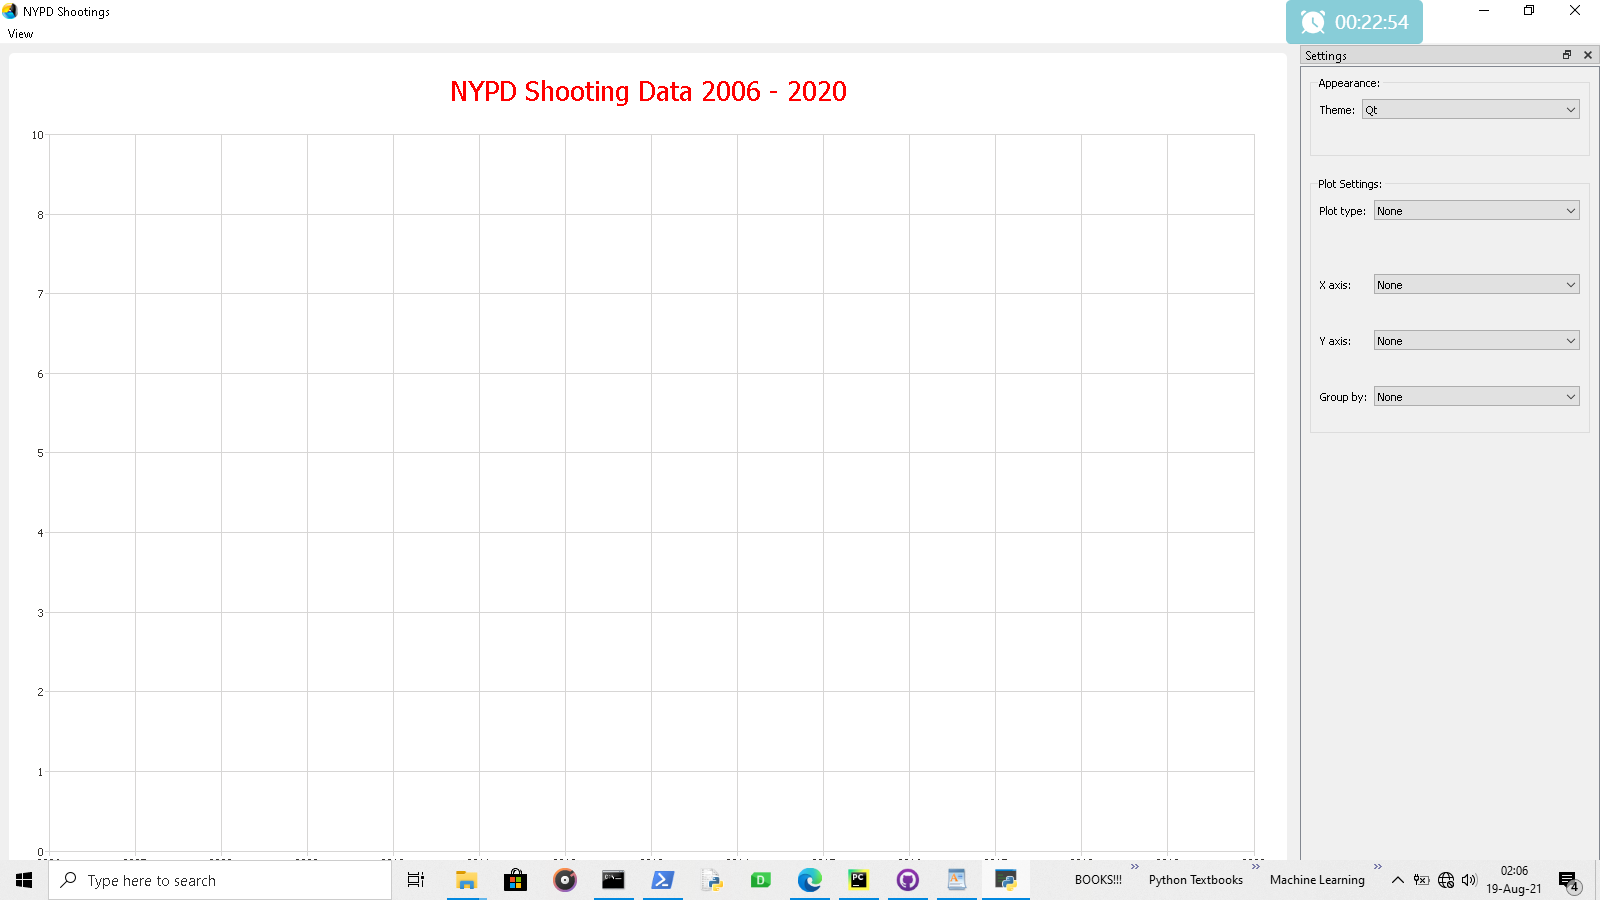 NYPD Shootings
00:22:54
View
Settings
NYPD Shooting Data 2006 - 2020
Appearance:
Theme: Qt
Plot Settings:
Plot type: None
X axis: None
Y axis: None
Group by: None
10
8
7
6
5
4
3
2
1
0
Type here to search
PC
D
BOOKS!!!
Python Textbooks
Machine Learning
02:06
19-Aug-21
4